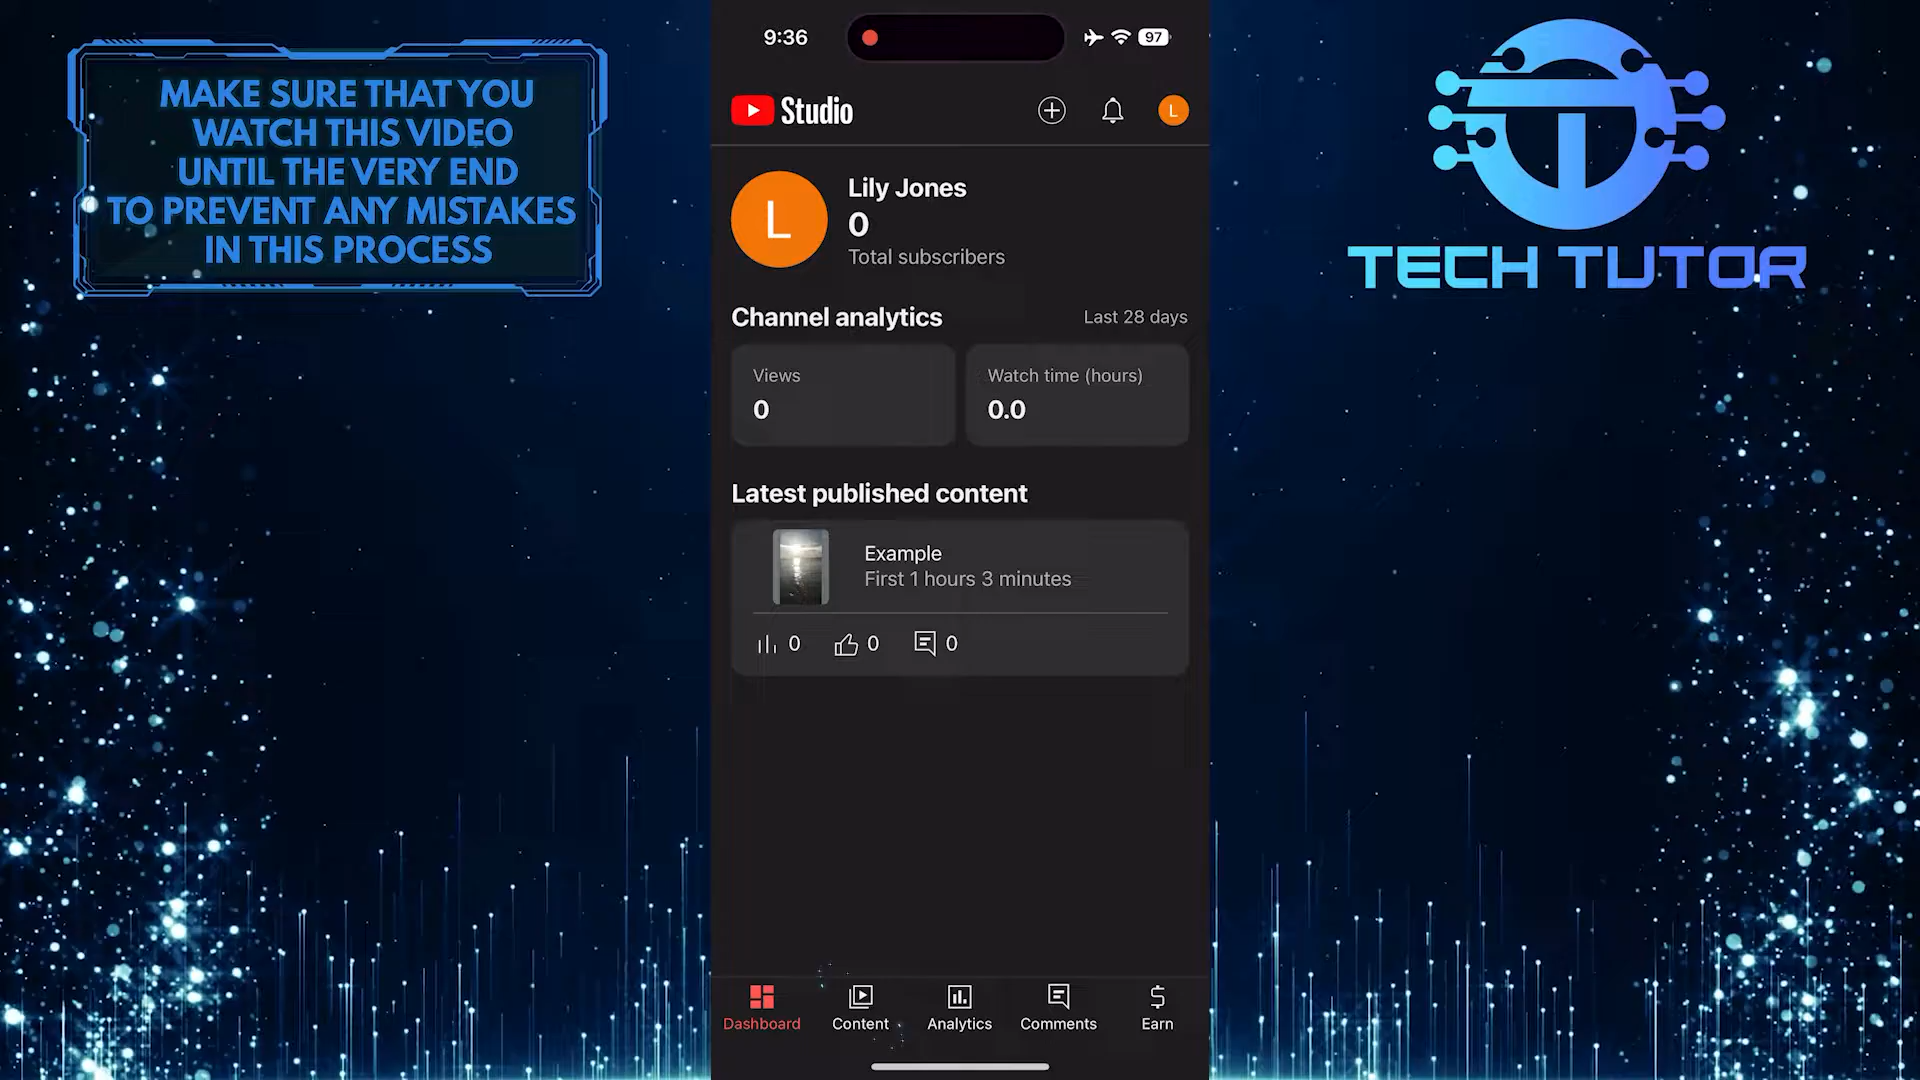 MAKE SURE THAT YOU
WATCH THIS VIDEO
UNTIL THE VERY END
TO PREVENT ANY MISTAKES
IN THIS PROCESS
9:36
97
Studio
L
L
Lily Jones
0
Total subscribers
Channel analytics
Last 28 days
Views
0
Watch time (hours)
0.0
Latest published content
Example
First 1 hours 3 minutes
0
0
0
Dashboard
Content
Analytics
Comments
Earn
TECH TUTOR